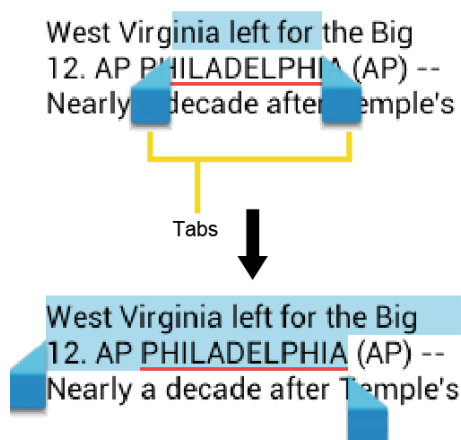 West Virginia left for the Big
12. AP PHILADELPHIA (AP) --
Nearly a decade after Temple's
Tabs
West Virginia left for the Big
12. AP PHILADELPHIA (AP) --
Nearly a decade after Temple's